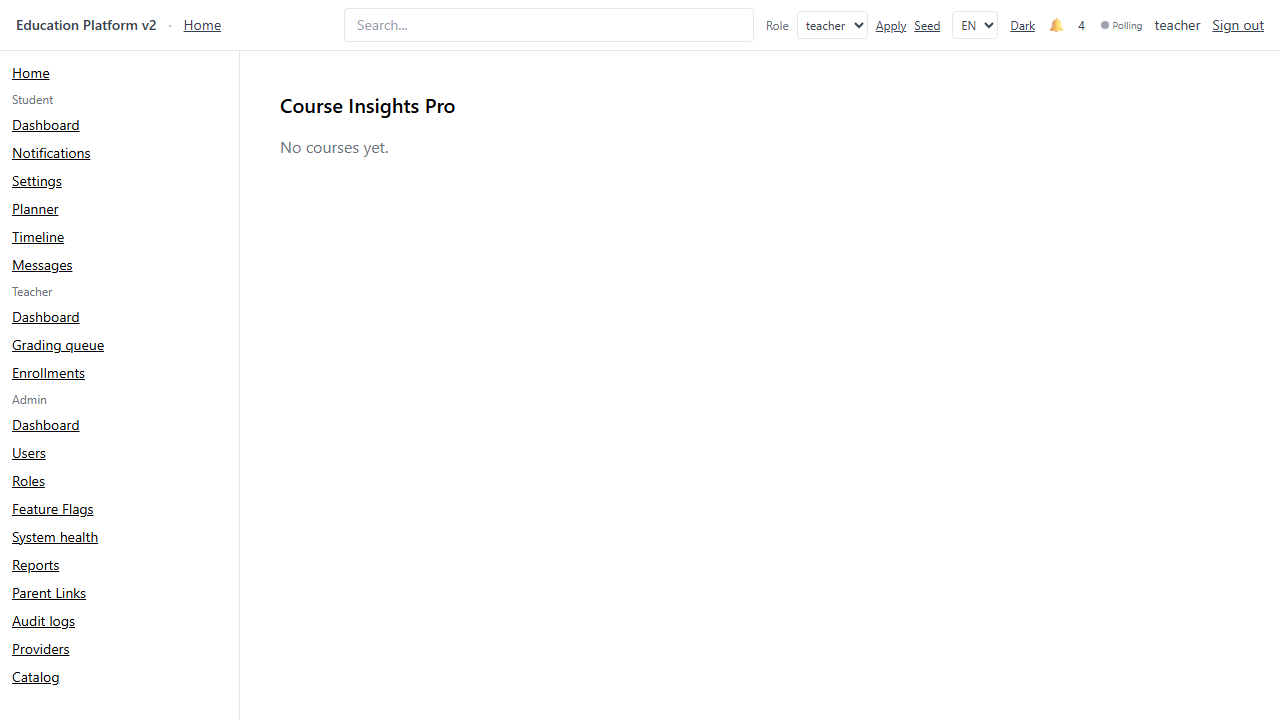 Education Platform v2 · Home Search... Role teacher Apply Seed EN Dark 4 Polling teacher Sign out
Home
Student
Dashboard
Notifications
Settings
Planner
Timeline
Messages
Teacher
Dashboard
Grading queue
Enrollments
Admin
Dashboard
Users
Roles
Feature Flags
System health
Reports
Parent Links
Audit logs
Providers
Catalog
Course Insights Pro
No courses yet.